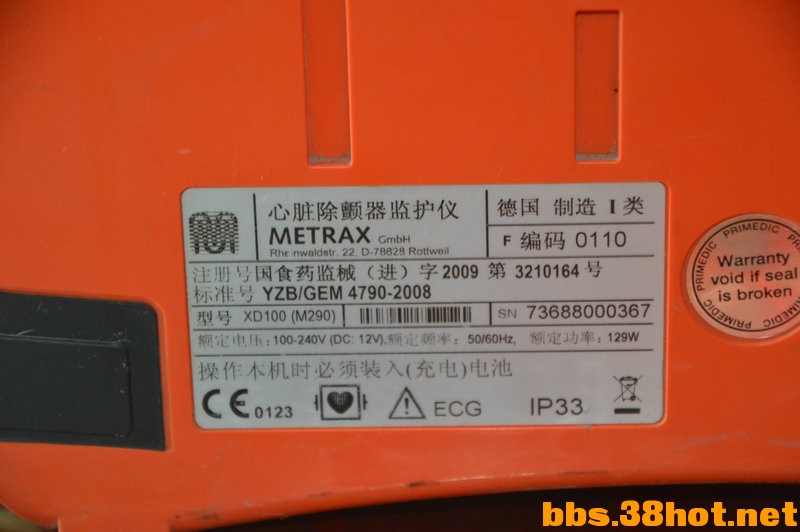 心脏除颤器监护仪
METRAX GmbH
Rheinwaldstr. 22, D-78628 Rottweil
德国 制造 I 类
F 编码 0110
注册号 国食药监械（进）字 2009 第 3210164 号
标准号 YZB/GEM 4790-2008
型号 XD100 (M290)
SN 73688000367
额定电压: 100-240V (DC: 12V), 额定频率: 50/60Hz, 额定功率: 129W
操作本机时必须装入(充电)电池
CE 0123
ECG
IP33
PRIMEDIC PRIMEDIC PRIMEDIC
Warranty
void if seal
is broken
bbs.38hot.net